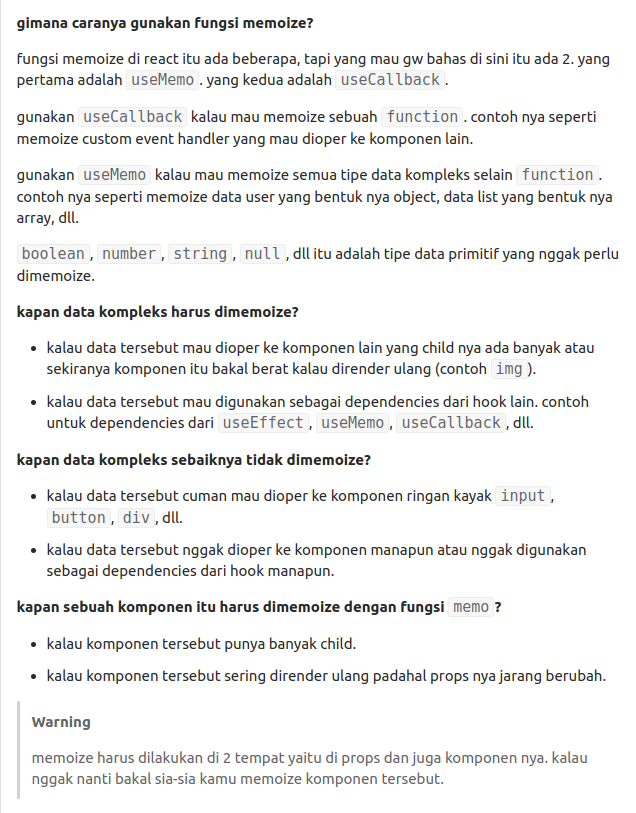 gimana caranya gunakan fungsi memoize?
fungsi memoize di react itu ada beberapa, tapi yang mau gw bahas di sini itu ada 2. yang
pertama adalah useMemo. yang kedua adalah useCallback.
gunakan useCallback kalau mau memoize sebuah function. contoh nya seperti
memoize custom event handler yang mau dioper ke komponen lain.
gunakan useMemo kalau mau memoize semua tipe data kompleks selain function.
contoh nya seperti memoize data user yang bentuk nya object, data list yang bentuk nya
array, dll.
boolean, number, string, null, dll itu adalah tipe data primitif yang nggak perlu
dimemoize.
kapan data kompleks harus dimemoize?
• kalau data tersebut mau dioper ke komponen lain yang child nya ada banyak atau
sekiranya komponen itu bakal berat kalau dirender ulang (contoh img).
• kalau data tersebut mau digunakan sebagai dependencies dari hook lain. contoh
untuk dependencies dari useEffect, useMemo, useCallback, dll.
kapan data kompleks sebaiknya tidak dimemoize?
• kalau data tersebut cuman mau dioper ke komponen ringan kayak input,
button, div, dll.
• kalau data tersebut nggak dioper ke komponen manapun atau nggak digunakan
sebagai dependencies dari hook manapun.
kapan sebuah komponen itu harus dimemoize dengan fungsi memo?
• kalau komponen tersebut punya banyak child.
• kalau komponen tersebut sering dirender ulang padahal props nya jarang berubah.
Warning
memoize harus dilakukan di 2 tempat yaitu di props dan juga komponen nya. kalau
nggak nanti bakal sia-sia kamu memoize komponen tersebut.